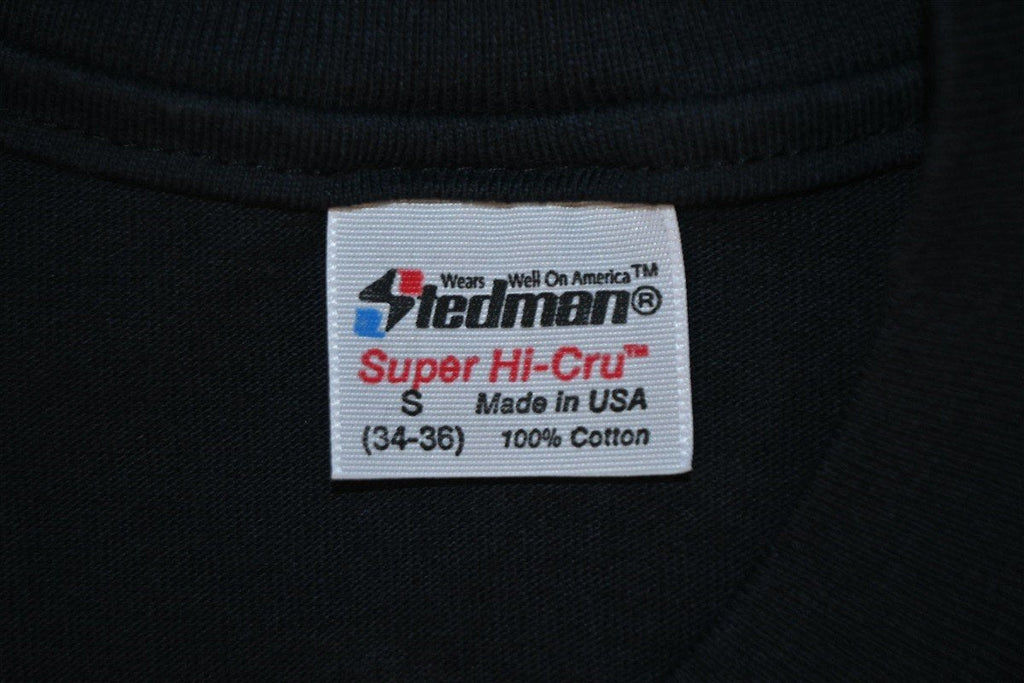 Wears Well On America™
Stedman®
Super Hi-Cru™
S Made in USA
(34-36) 100% Cotton